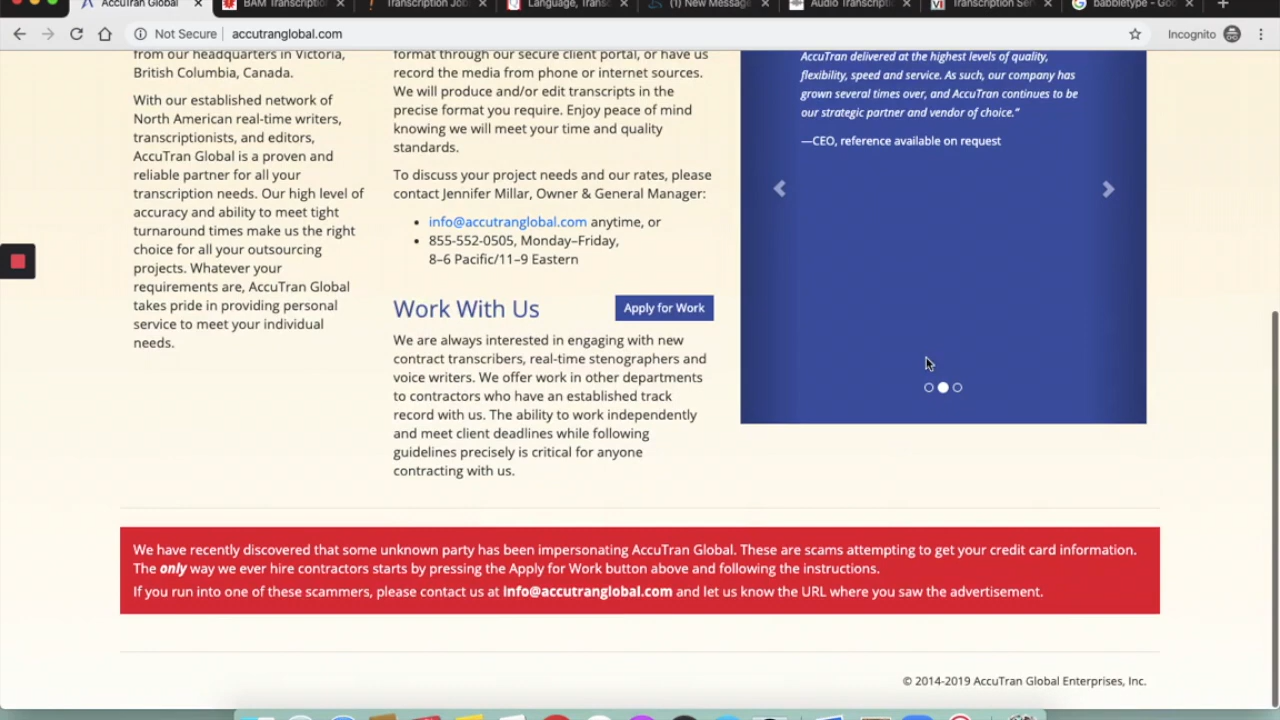 AccuTran Global
BAM Transcription
Transcription Job
Language, Trans
(1) New Message
Audio Transcripti
Transcription Ser
babbletype - Goo
Not Secure
accutranglobal.com
Incognito
from our headquarters in Victoria,
British Columbia, Canada.
With our established network of
North American real-time writers,
transcriptionists, and editors,
AccuTran Global is a proven and
reliable partner for all your
transcription needs. Our high level of
accuracy and ability to meet tight
turnaround times make us the right
choice for all your outsourcing
projects. Whatever your
requirements are, AccuTran Global
takes pride in providing personal
service to meet your individual
needs.
format through our secure client portal, or have us
record the media from phone or internet sources.
We will produce and/or edit transcripts in the
precise format you require. Enjoy peace of mind
knowing we will meet your time and quality
standards.
To discuss your project needs and our rates, please
contact Jennifer Millar, Owner & General Manager:
• info@accutranglobal.com anytime, or
• 855-552-0505, Monday–Friday,
8–6 Pacific/11–9 Eastern
Work With Us
Apply for Work
We are always interested in engaging with new
contract transcribers, real-time stenographers and
voice writers. We offer work in other departments
to contractors who have an established track
record with us. The ability to work independently
and meet client deadlines while following
guidelines precisely is critical for anyone
contracting with us.
AccuTran delivered at the highest levels of quality,
flexibility, speed and service. As such, our company has
grown several times over, and AccuTran continues to be
our strategic partner and vendor of choice.”
—CEO, reference available on request
We have recently discovered that some unknown party has been impersonating AccuTran Global. These are scams attempting to get your credit card information.
The only way we ever hire contractors starts by pressing the Apply for Work button above and following the instructions.
If you run into one of these scammers, please contact us at info@accutranglobal.com and let us know the URL where you saw the advertisement.
© 2014-2019 AccuTran Global Enterprises, Inc.